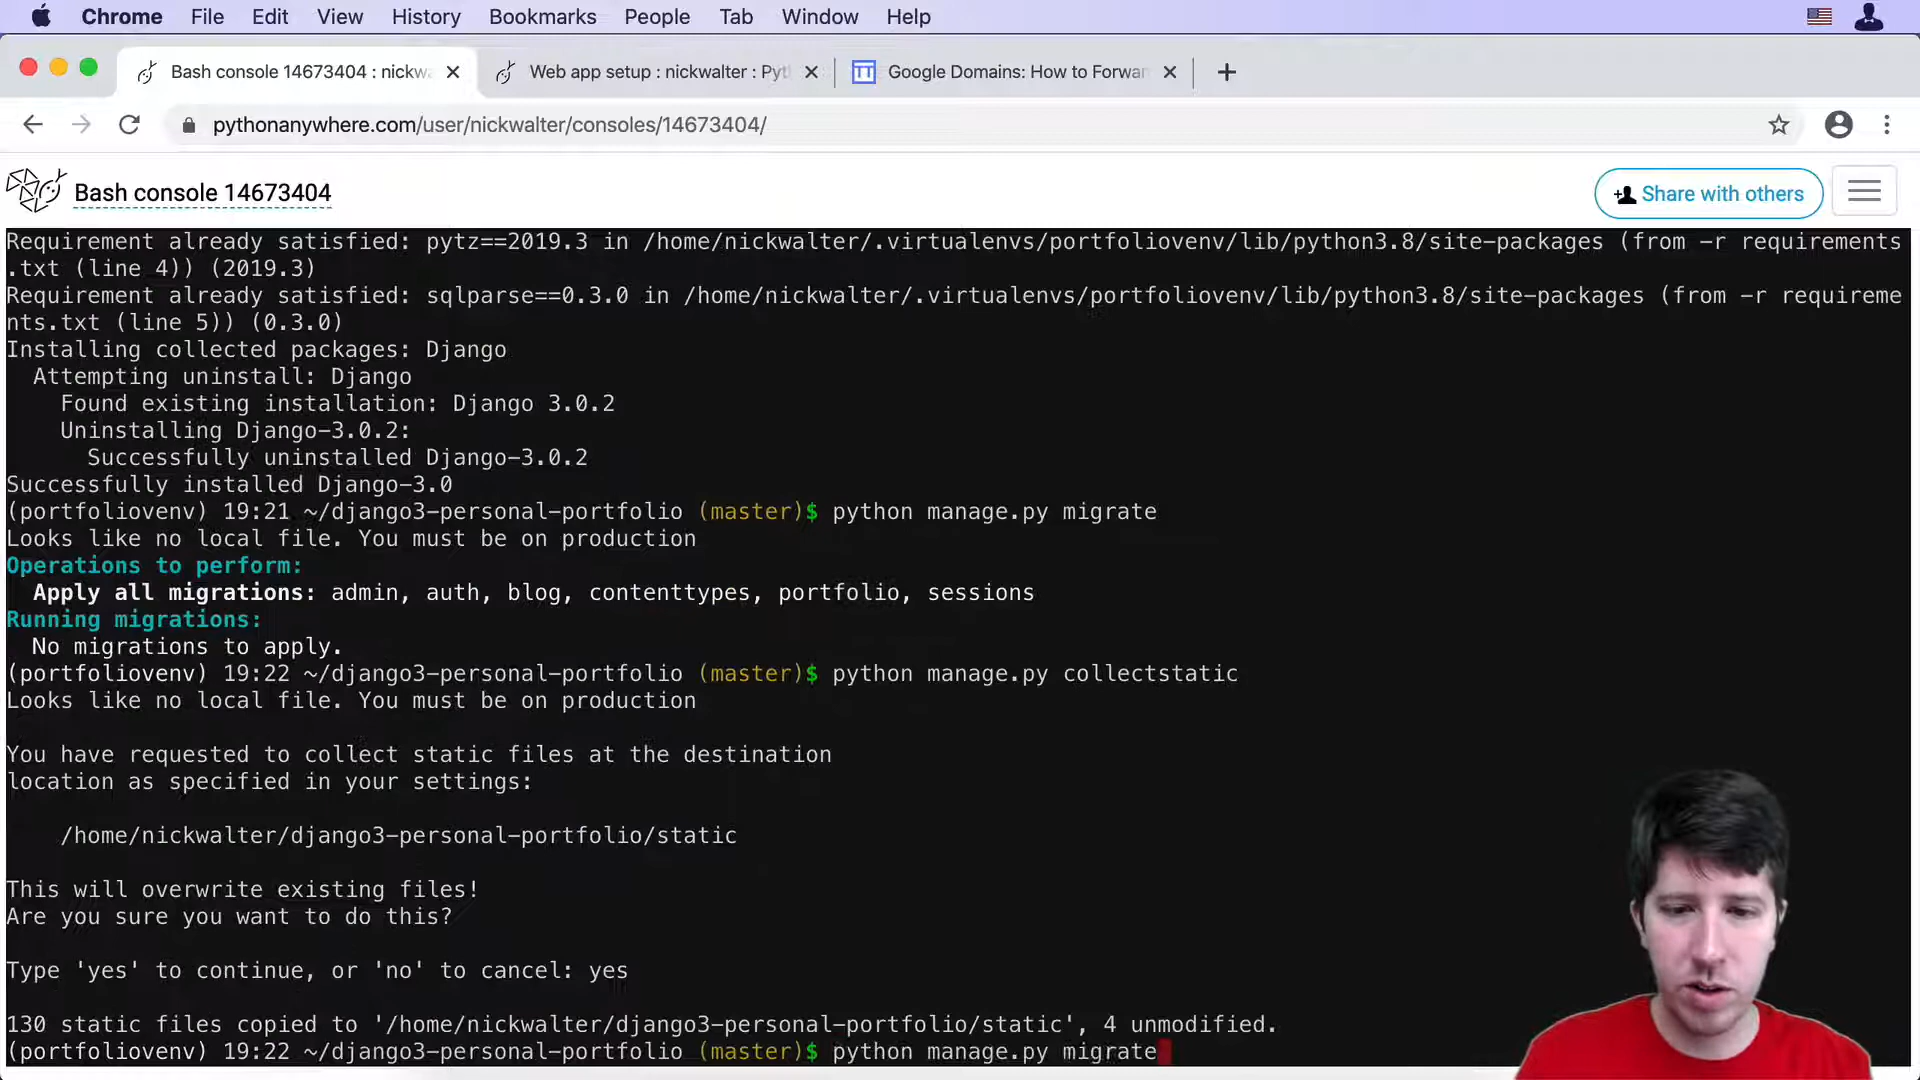 Chrome File Edit View History Bookmarks People Tab Window Help
Bash console 14673404 : nickw
Web app setup : nickwalter : Pyt
Google Domains: How to Forwar
pythonanywhere.com/user/nickwalter/consoles/14673404/
Bash console 14673404
Share with others
Requirement already satisfied: pytz==2019.3 in /home/nickwalter/.virtualenvs/portfoliovenv/lib/python3.8/site-packages (from -r requirements
.txt (line 4)) (2019.3)
Requirement already satisfied: sqlparse==0.3.0 in /home/nickwalter/.virtualenvs/portfoliovenv/lib/python3.8/site-packages (from -r requireme
nts.txt (line 5)) (0.3.0)
Installing collected packages: Django
Attempting uninstall: Django
Found existing installation: Django 3.0.2
Uninstalling Django-3.0.2:
Successfully uninstalled Django-3.0.2
Successfully installed Django-3.0
(portfoliovenv) 19:21 ~/django3-personal-portfolio (master)$ python manage.py migrate
Looks like no local file. You must be on production
Operations to perform:
Apply all migrations: admin, auth, blog, contenttypes, portfolio, sessions
Running migrations:
No migrations to apply.
(portfoliovenv) 19:22 ~/django3-personal-portfolio (master)$ python manage.py collectstatic
Looks like no local file. You must be on production
You have requested to collect static files at the destination
location as specified in your settings:
/home/nickwalter/django3-personal-portfolio/static
This will overwrite existing files!
Are you sure you want to do this?
Type 'yes' to continue, or 'no' to cancel: yes
130 static files copied to '/home/nickwalter/django3-personal-portfolio/static', 4 unmodified.
(portfoliovenv) 19:22 ~/django3-personal-portfolio (master)$ python manage.py migrate